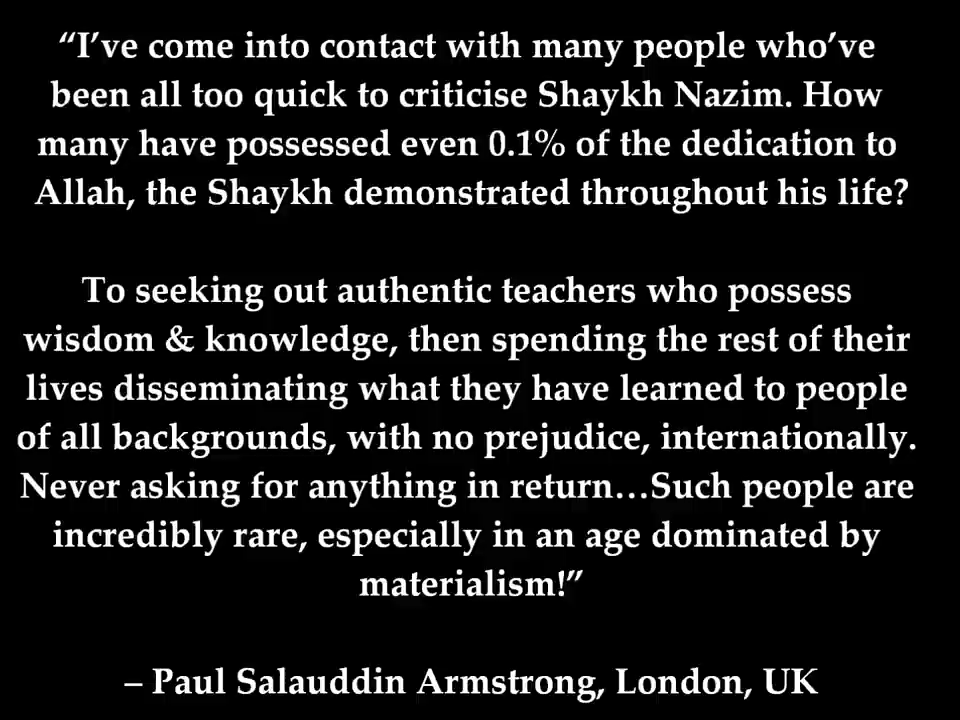 “I’ve come into contact with many people who’ve
been all too quick to criticise Shaykh Nazim. How
many have possessed even 0.1% of the dedication to
Allah, the Shaykh demonstrated throughout his life?
To seeking out authentic teachers who possess
wisdom & knowledge, then spending the rest of their
lives disseminating what they have learned to people
of all backgrounds, with no prejudice, internationally.
Never asking for anything in return…Such people are
incredibly rare, especially in an age dominated by
materialism!”
– Paul Salauddin Armstrong, London, UK